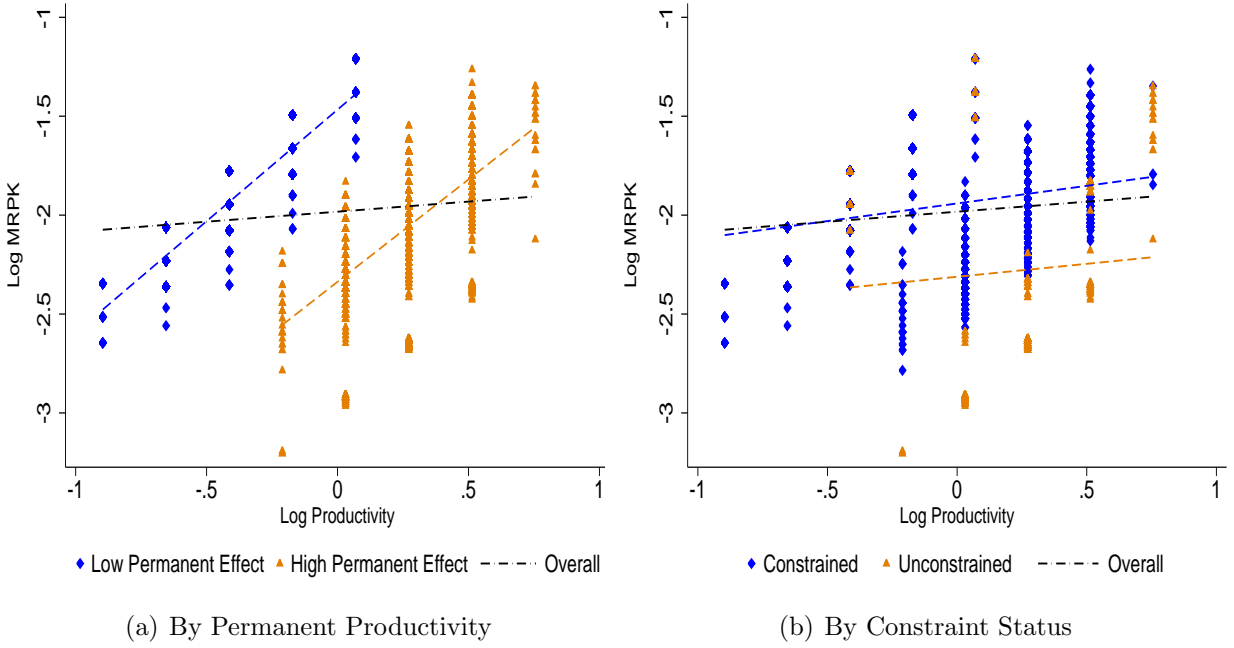 -1
-1.5
-2
-2.5
-3
Log MRPK
-1
-.5
0
.5
1
Log Productivity
Low Permanent Effect
High Permanent Effect
Overall
(a) By Permanent Productivity
-1
-1.5
-2
-2.5
-3
Log MRPK
-1
-.5
0
.5
1
Log Productivity
Constrained
Unconstrained
Overall
(b) By Constraint Status